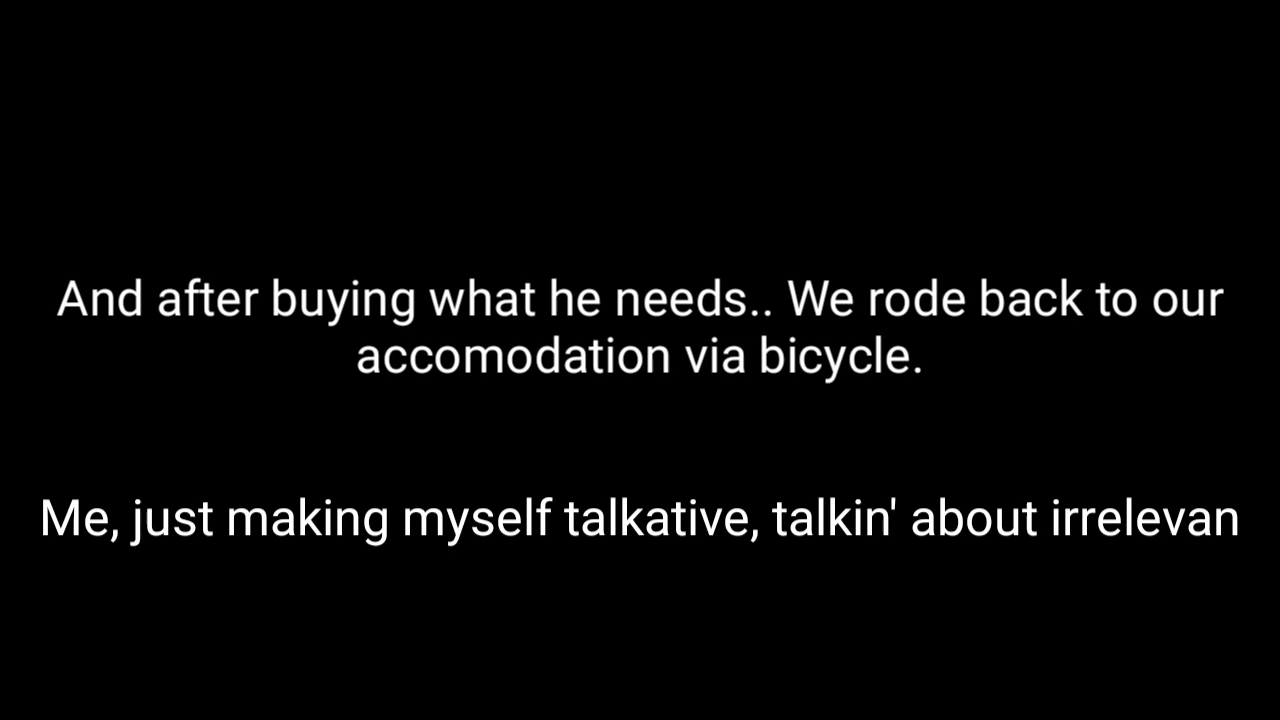 And after buying what he needs.. We rode back to our
accomodation via bicycle.
Me, just making myself talkative, talkin' about irrelevan